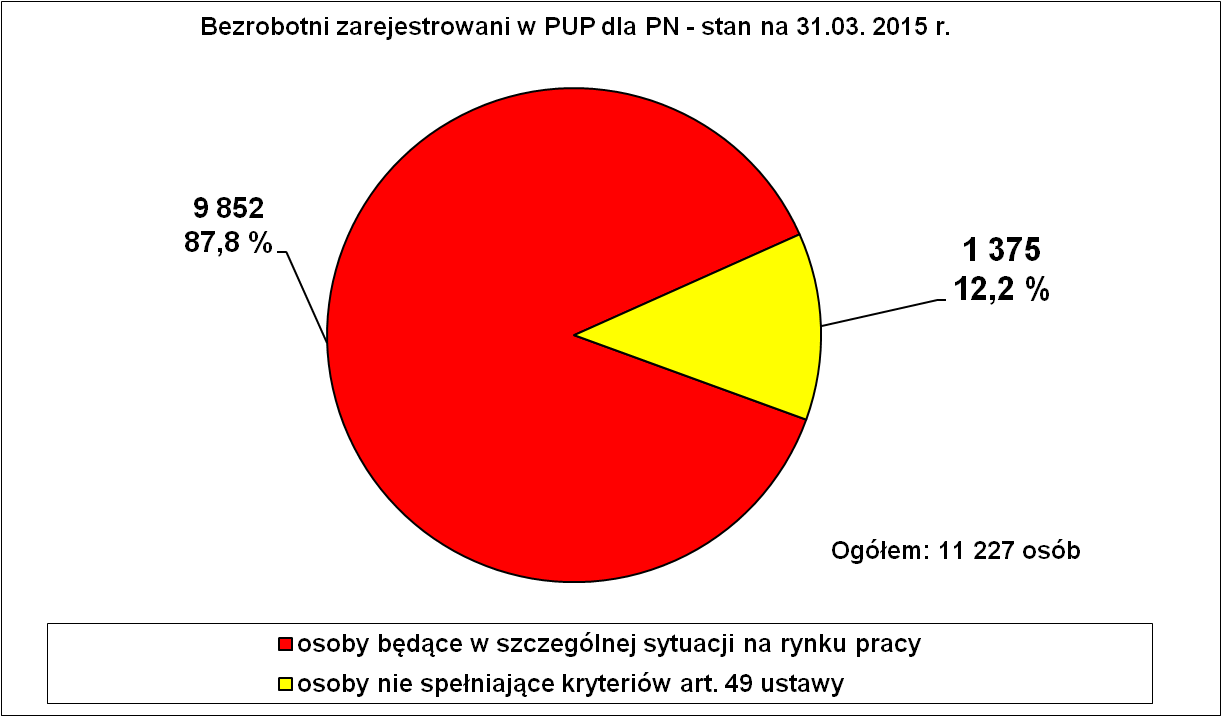 Bezrobotni zarejestrowani w PUP dla PN - stan na 31.03. 2015 r.
9 852
87,8 %
1 375
12,2 %
Ogółem: 11 227 osób
osoby będące w szczególnej sytuacji na rynku pracy
osoby nie spełniające kryteriów art. 49 ustawy